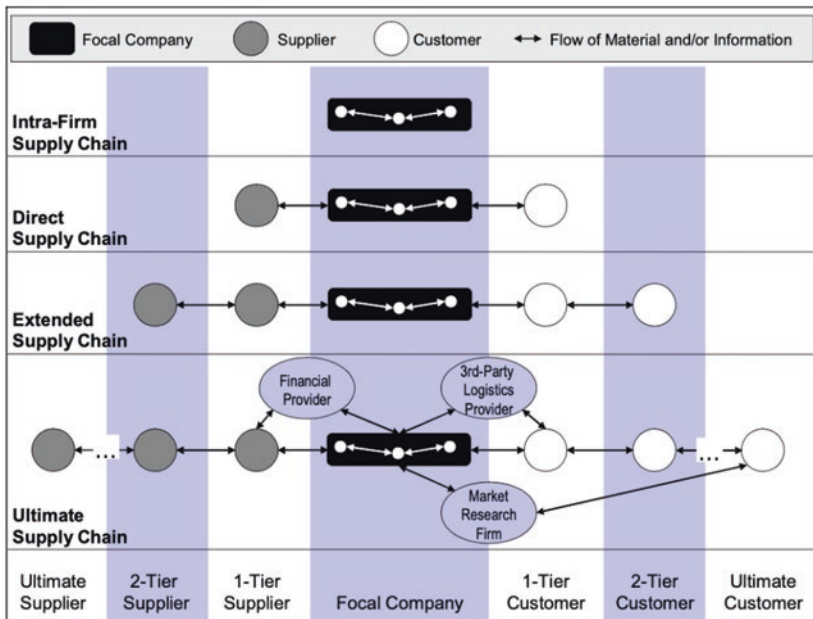 Focal Company
Supplier
Customer
Flow of Material and/or Information
Intra-Firm
Supply Chain
Direct
Supply Chain
Extended
Supply Chain
Financial
Provider
3rd-Party
Logistics
Provider
...
...
Market
Research
Firm
Ultimate
Supply Chain
Ultimate
Supplier
2-Tier
Supplier
1-Tier
Supplier
Focal Company
1-Tier
Customer
2-Tier
Customer
Ultimate
Customer